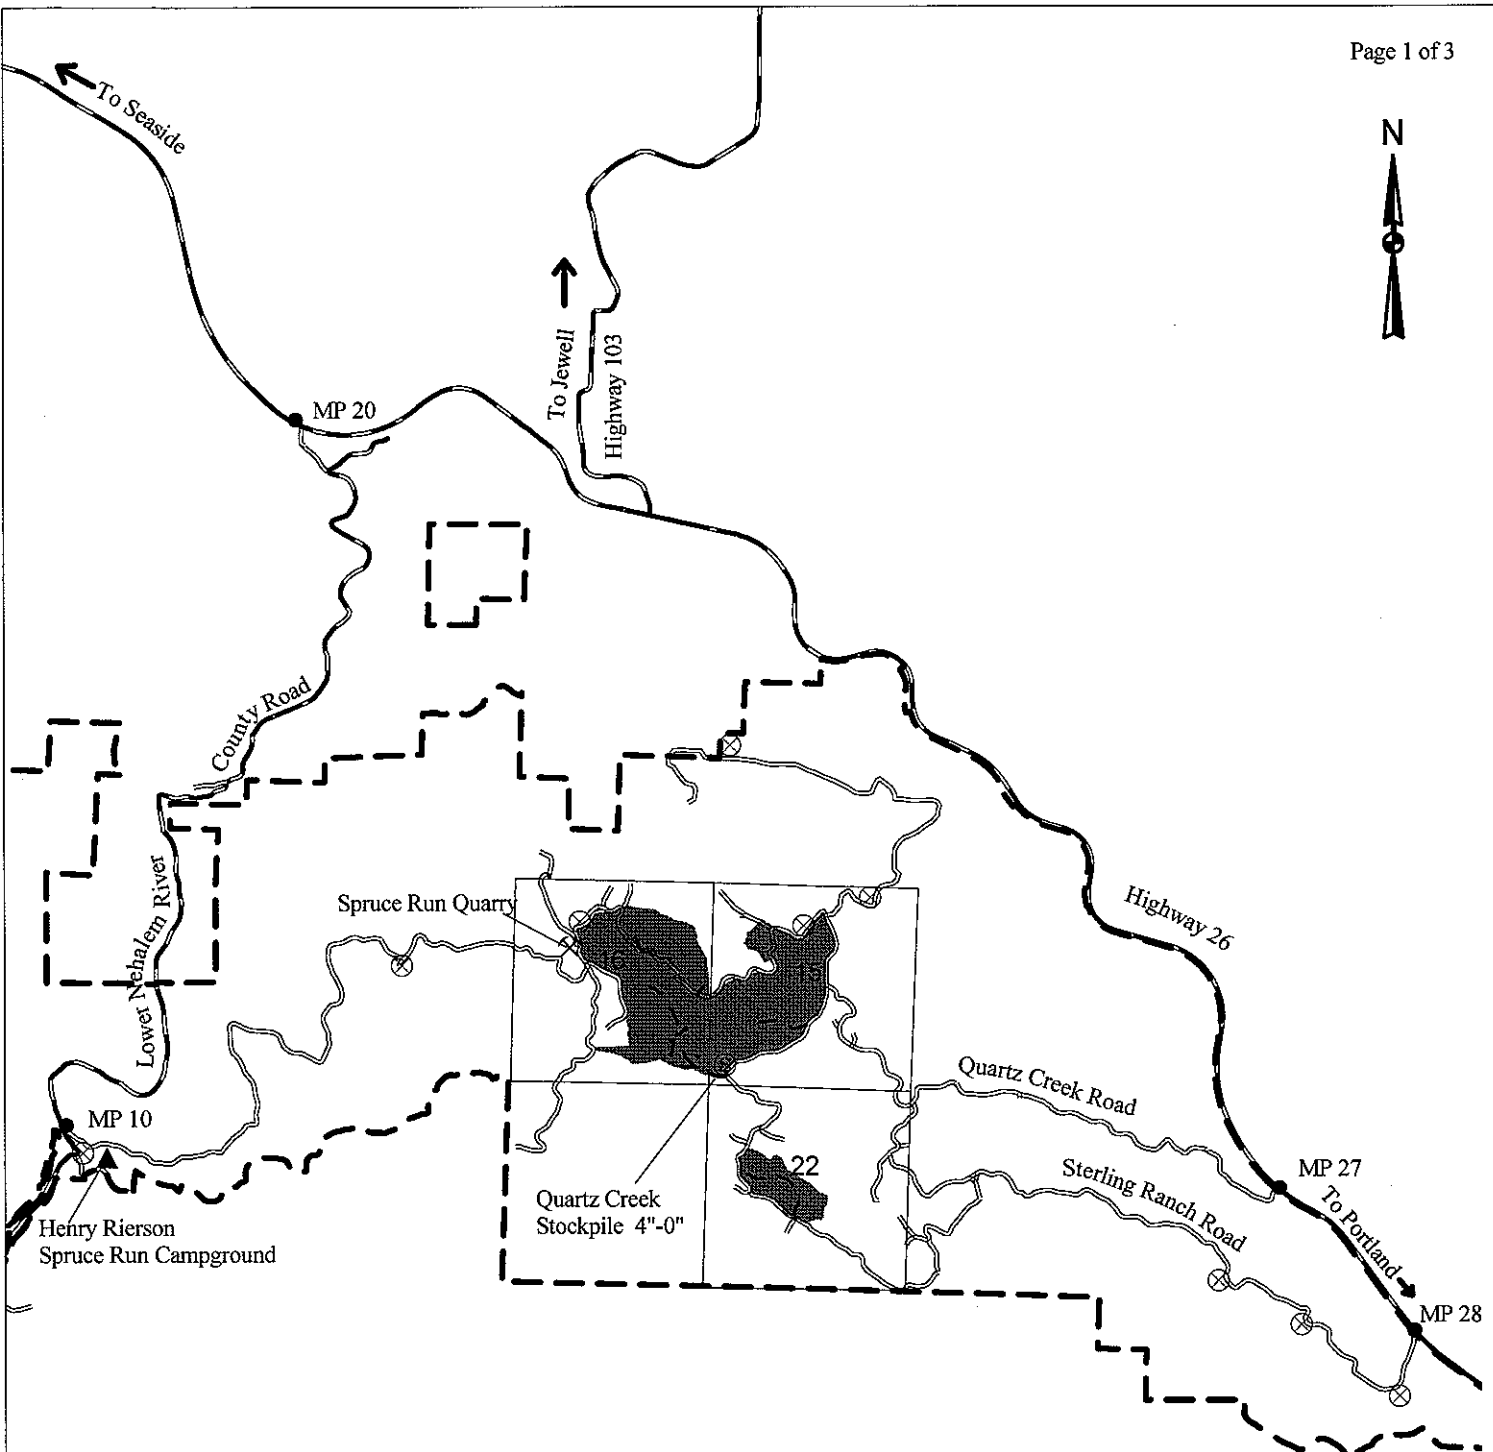 Page 1 of 3
N
To Seaside
To Jewell
Highway 103
MP 20
County Road
Lower Nehalem River
Spruce Run Quarry
16
15
Highway 26
Quartz Creek Road
MP 10
22
Sterling Ranch Road
MP 27
To Portland
Quartz Creek
Stockpile 4"-0"
Henry Rierson
Spruce Run Campground
MP 28